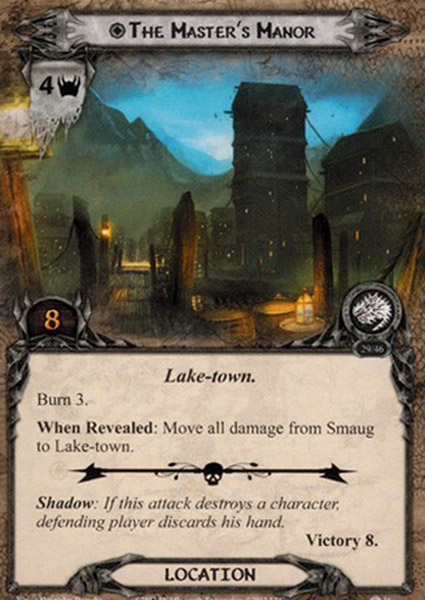 THE MASTER'S MANOR
4
8
29/46
Lake-town.
Burn 3.
When Revealed: Move all damage from Smaug
to Lake-town.
Shadow: If this attack destroys a character,
defending player discards his hand.
Victory 8.
LOCATION